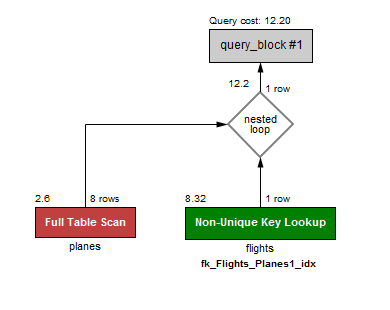 Query cost: 12.20
query_block #1
12.2
1 row
nested
loop
2.6
8 rows
Full Table Scan
planes
8.32
1 row
Non-Unique Key Lookup
flights
fk_Flights_Planes1_idx